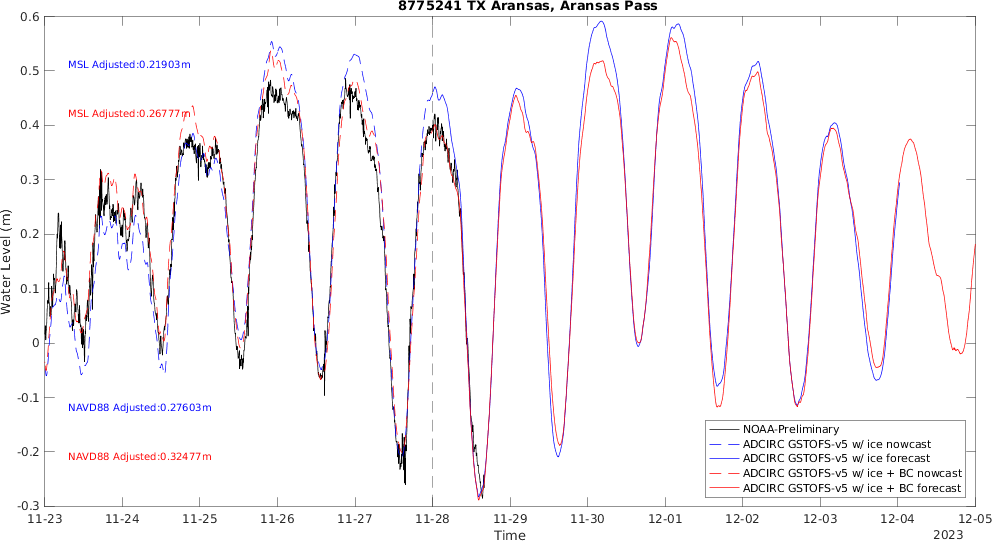 8775241 TX Aransas, Aransas Pass
0.6
0.5
0.4
0.3
0.2
0.1
0
-0.1
-0.2
-0.3
Water Level (m)
MSL Adjusted:0.21903m
MSL Adjusted:0.26777m
NAVD88 Adjusted:0.27603m
NAVD88 Adjusted:0.32477m
NOAA-Preliminary
ADCIRC GSTOFS-v5 w/ ice nowcast
ADCIRC GSTOFS-v5 w/ ice forecast
ADCIRC GSTOFS-v5 w/ ice + BC nowcast
ADCIRC GSTOFS-v5 w/ ice + BC forecast
11-23 11-24 11-25 11-26 11-27 11-28 11-29 11-30 12-01 12-02 12-03 12-04 12-05
Time
2023